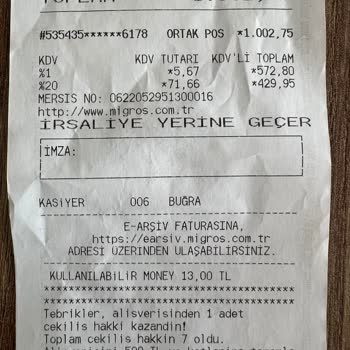 TOPLAM
#535435******6178 ORTAK POS *1.002,75
KDV KDV TUTARI KDV'Lİ TOPLAM
%1 *5,67 *572,80
%20 *71,66 *429,95
MERSIS NO: 0622052951300016
http://www.migros.com.tr
İRSALİYE YERİNE GEÇER
İMZA:
KASİYER 006 BUĞRA
E-ARŞİV FATURASINA,
https://earsiv.migros.com.tr
ADRESİ ÜZERİNDEN ULAŞABİLİRSİNİZ.
KULLANILABiLiR MONEY 13,00 TL
************************************
************************************
Tebrikler, alisverisinden 1 adet
cekilis hakki kazandin!
Toplam cekilis hakkin 7 oldu.